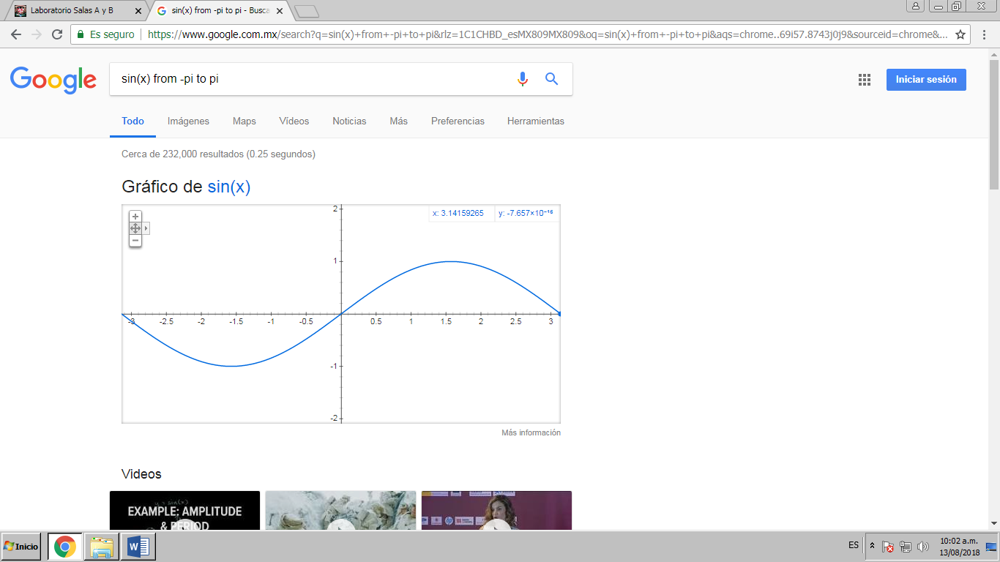 Laboratorio Salas A y B
sin(x) from -pi to pi - Busca
Es seguro
https://www.google.com.mx/search?q=sin(x)+from+-pi+to+pi&rlz=1C1CHBD_esMX809MX809&oq=sin(x)+from+-pi+to+pi&aqs=chrome..69i57.8743j0j9&sourceid=chrome&...
Google
sin(x) from -pi to pi
Iniciar sesión
Todo Imágenes Maps Vídeos Noticias Más Preferencias Herramientas
Cerca de 232,000 resultados (0.25 segundos)
Gráfico de sin(x)
x: 3.14159265 y: -7.657×10⁻¹⁶
2
1
-3 -2.5 -2 -1.5 -1 -0.5 0.5 1 1.5 2 2.5 3
-1
-2
Más información
Videos
y = sin(x)
EXAMPLE: AMPLITUDE
& PERIOD
hp
Inicio
W
ES
10:02 a.m.
13/08/2018